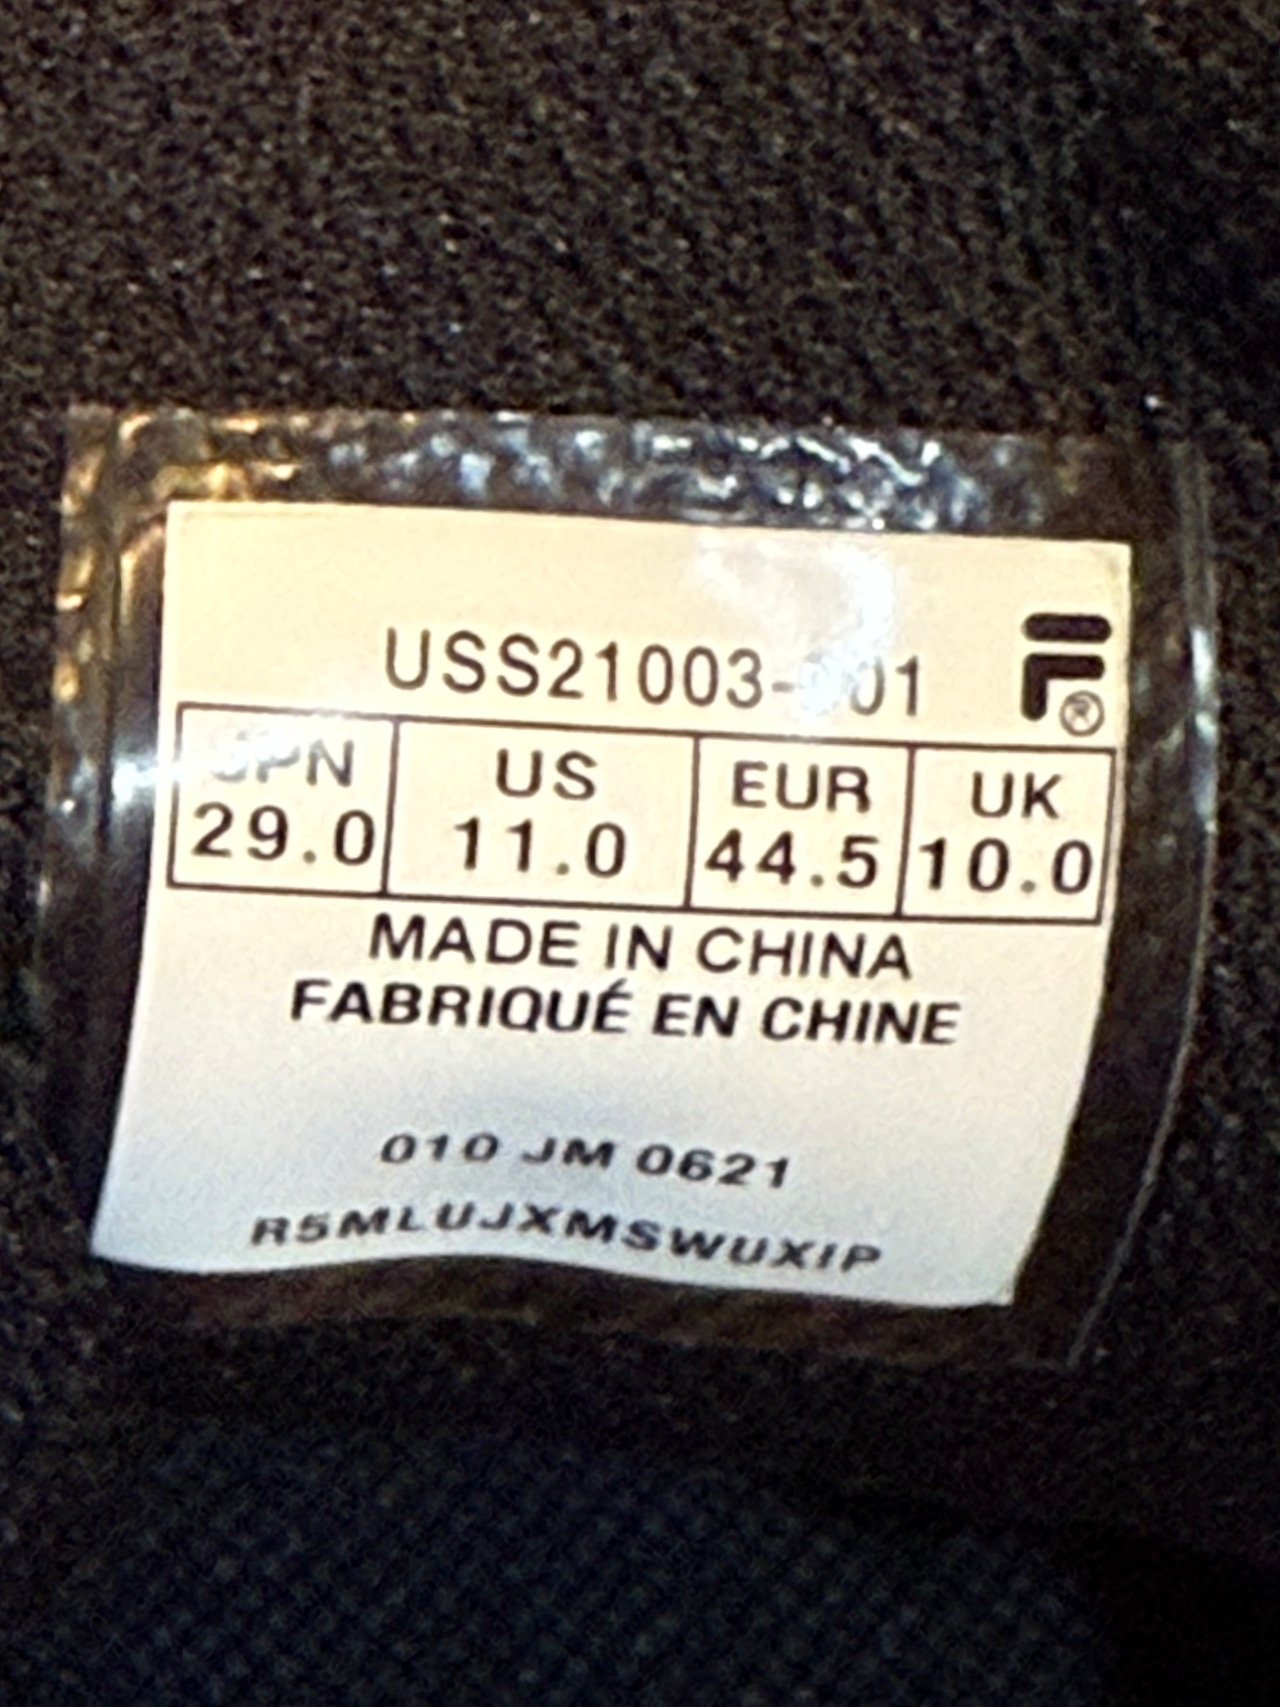 USS21003-
JPN US EUR UK
29.0 11.0 44.5 10.0
MADE IN CHINA
FABRIQUÉ EN CHINE
010 JM 0621
R5MLUJXMSWUXIP